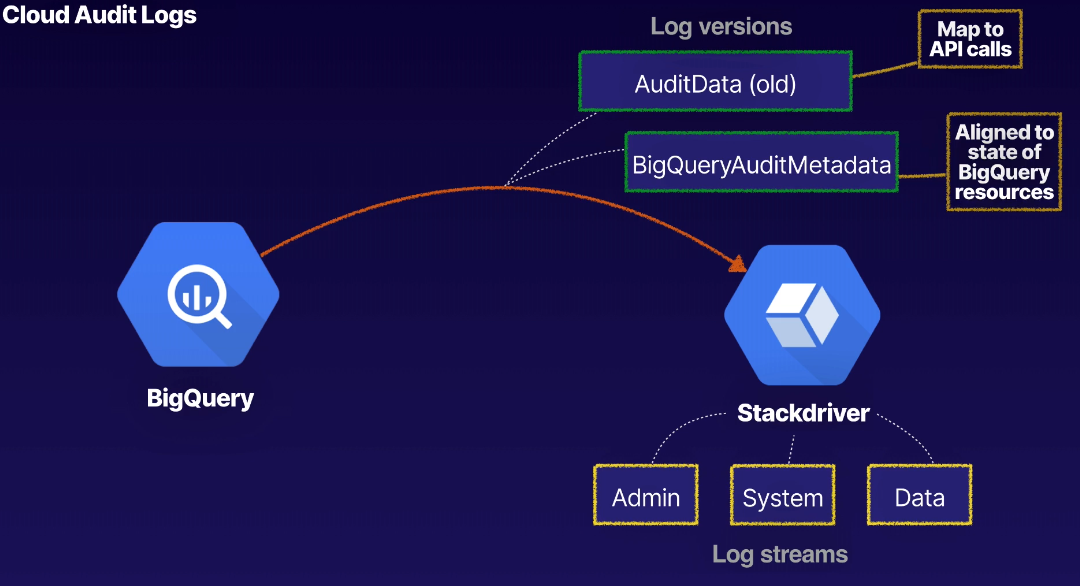 Cloud Audit Logs
Log versions
Map to
API calls
AuditData (old)
Aligned to
state of
BigQuery
resources
BigQueryAuditMetadata
BigQuery
Stackdriver
Admin
System
Data
Log streams